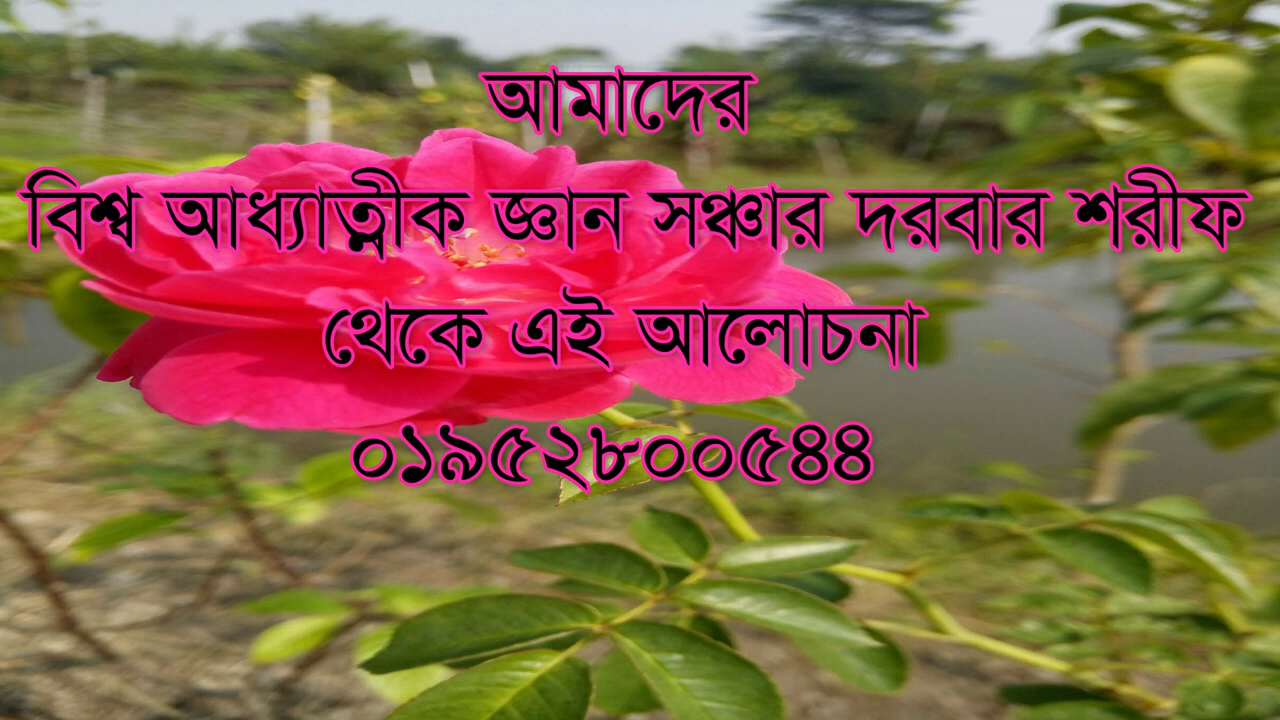 আমাদের
বিশ্ব আধ্যাত্নীক জ্ঞান সঞ্চার দরবার শরীফ
থেকে এই আলোচনা
০১৯৫২৮০০৫৪৪